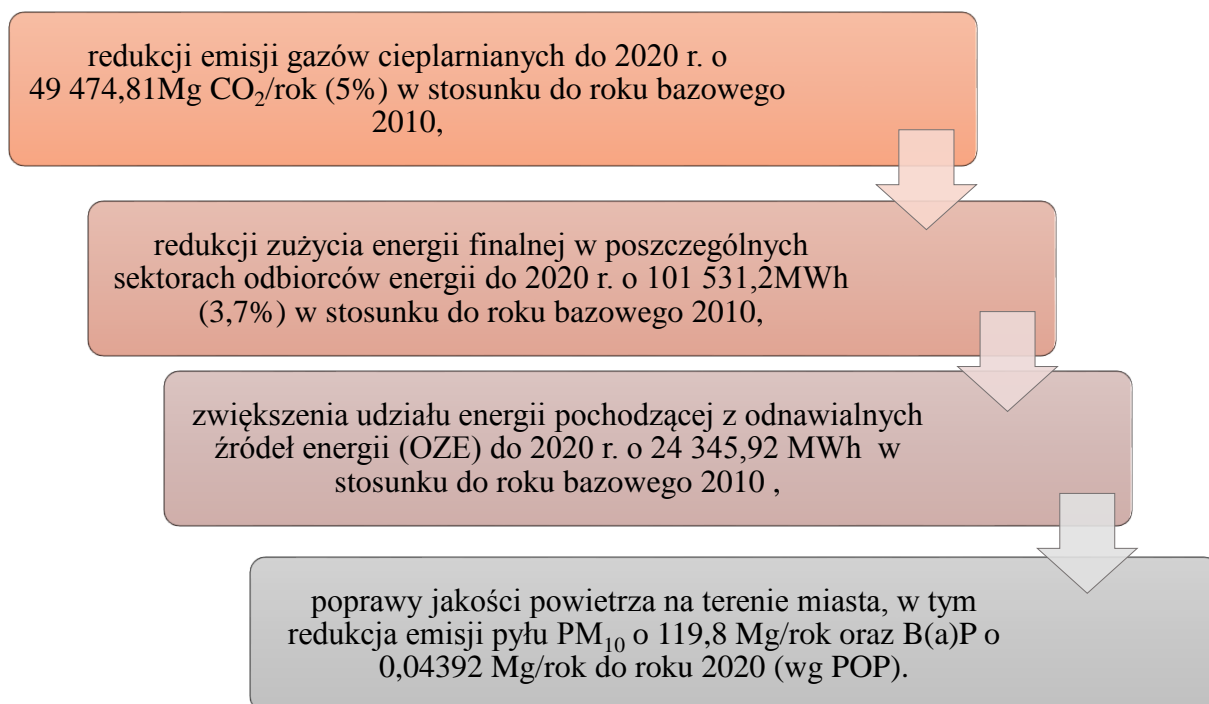 redukcji emisji gazów cieplarnianych do 2020 r. o
49 474,81Mg CO₂/rok (5%) w stosunku do roku bazowego
2010,
redukcji zużycia energii finalnej w poszczególnych
sektorach odbiorców energii do 2020 r. o 101 531,2MWh
(3,7%) w stosunku do roku bazowego 2010,
zwiększenia udziału energii pochodzącej z odnawialnych
źródeł energii (OZE) do 2020 r. o 24 345,92 MWh w
stosunku do roku bazowego 2010 ,
poprawy jakości powietrza na terenie miasta, w tym
redukcja emisji pyłu PM₁₀ o 119,8 Mg/rok oraz B(a)P o
0,04392 Mg/rok do roku 2020 (wg POP).